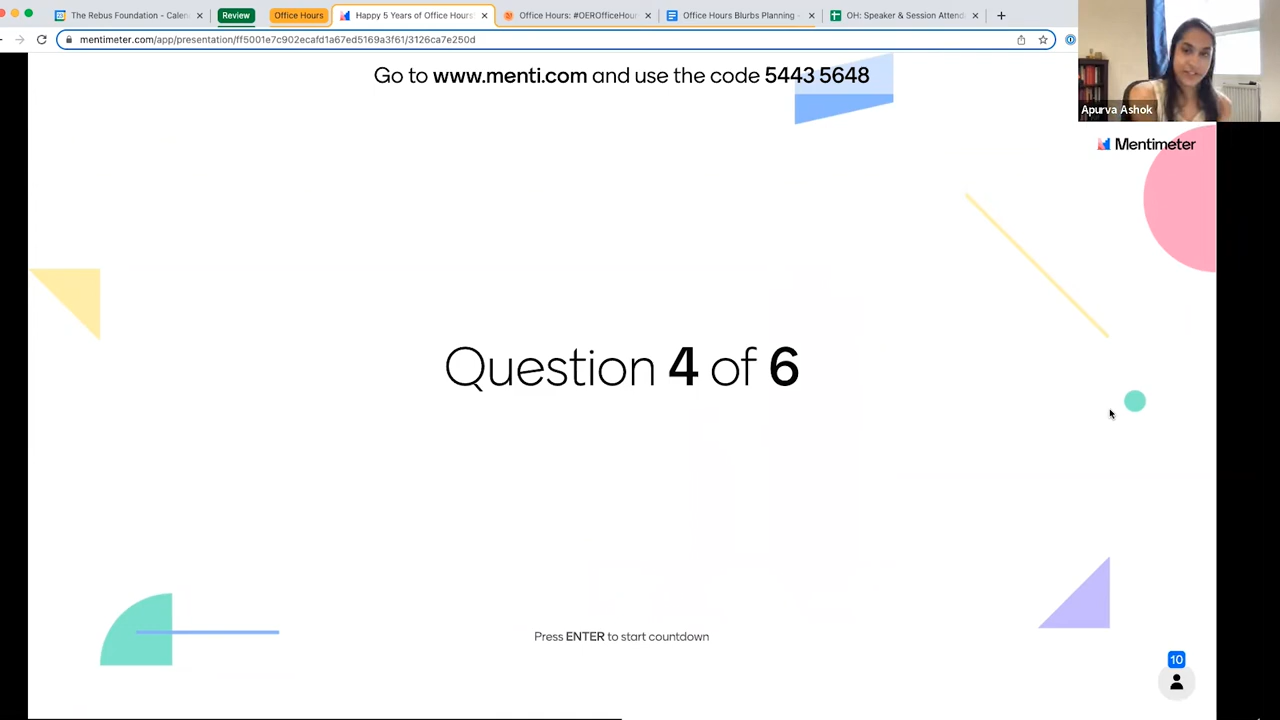 The Rebus Foundation - Calen
Review
Office Hours
Happy 5 Years of Office Hours
Office Hours: #OEROfficeHour
Office Hours Blurbs Planning -
OH: Speaker & Session Attend
mentimeter.com/app/presentation/ff5001e7c902ecafd1a67ed5169a3f61/3126ca7e250d
Go to www.menti.com and use the code 5443 5648
Apurva Ashok
Mentimeter
Question 4 of 6
Press ENTER to start countdown
10